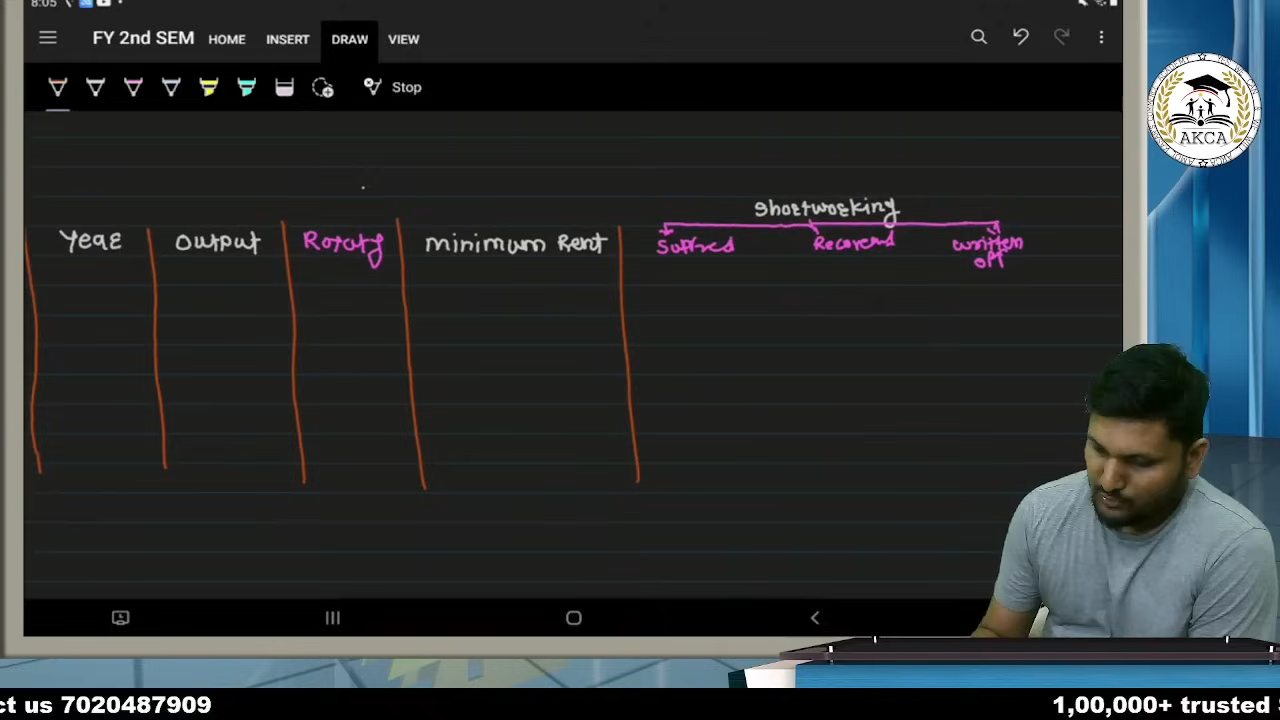 8:05
FY 2nd SEM HOME INSERT DRAW VIEW
Stop
AKCA
shortworking
Year Output Royalty minimum Rent Suffred Recovered written
off
ct us 7020487909 1,00,000+ trusted